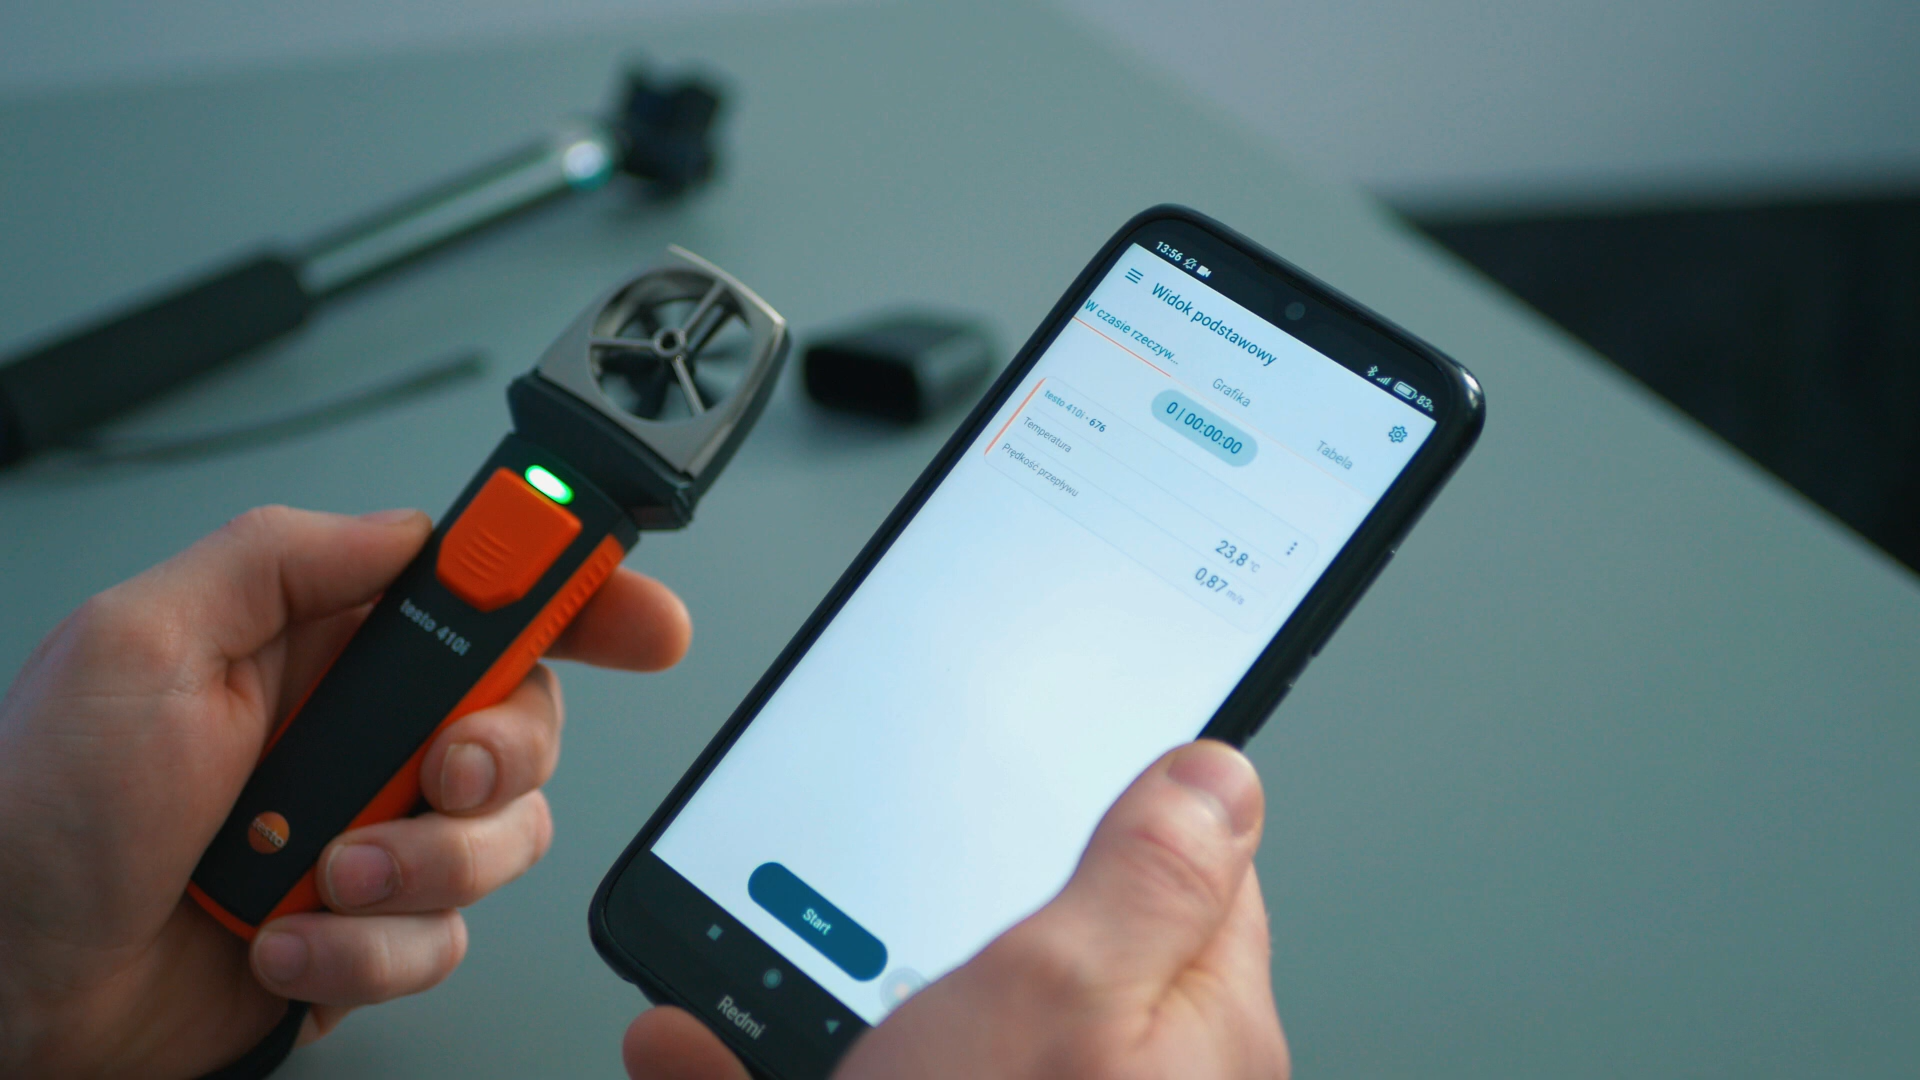 testo 410i
testo
13:56
83%
Widok podstawowy
W czasie rzeczyw...
Grafika
Tabela
0 | 00:00:00
testo 410i - 676
Temperatura
23,8 °C
Prędkość przepływu
0,87 m/s
Start
Redmi